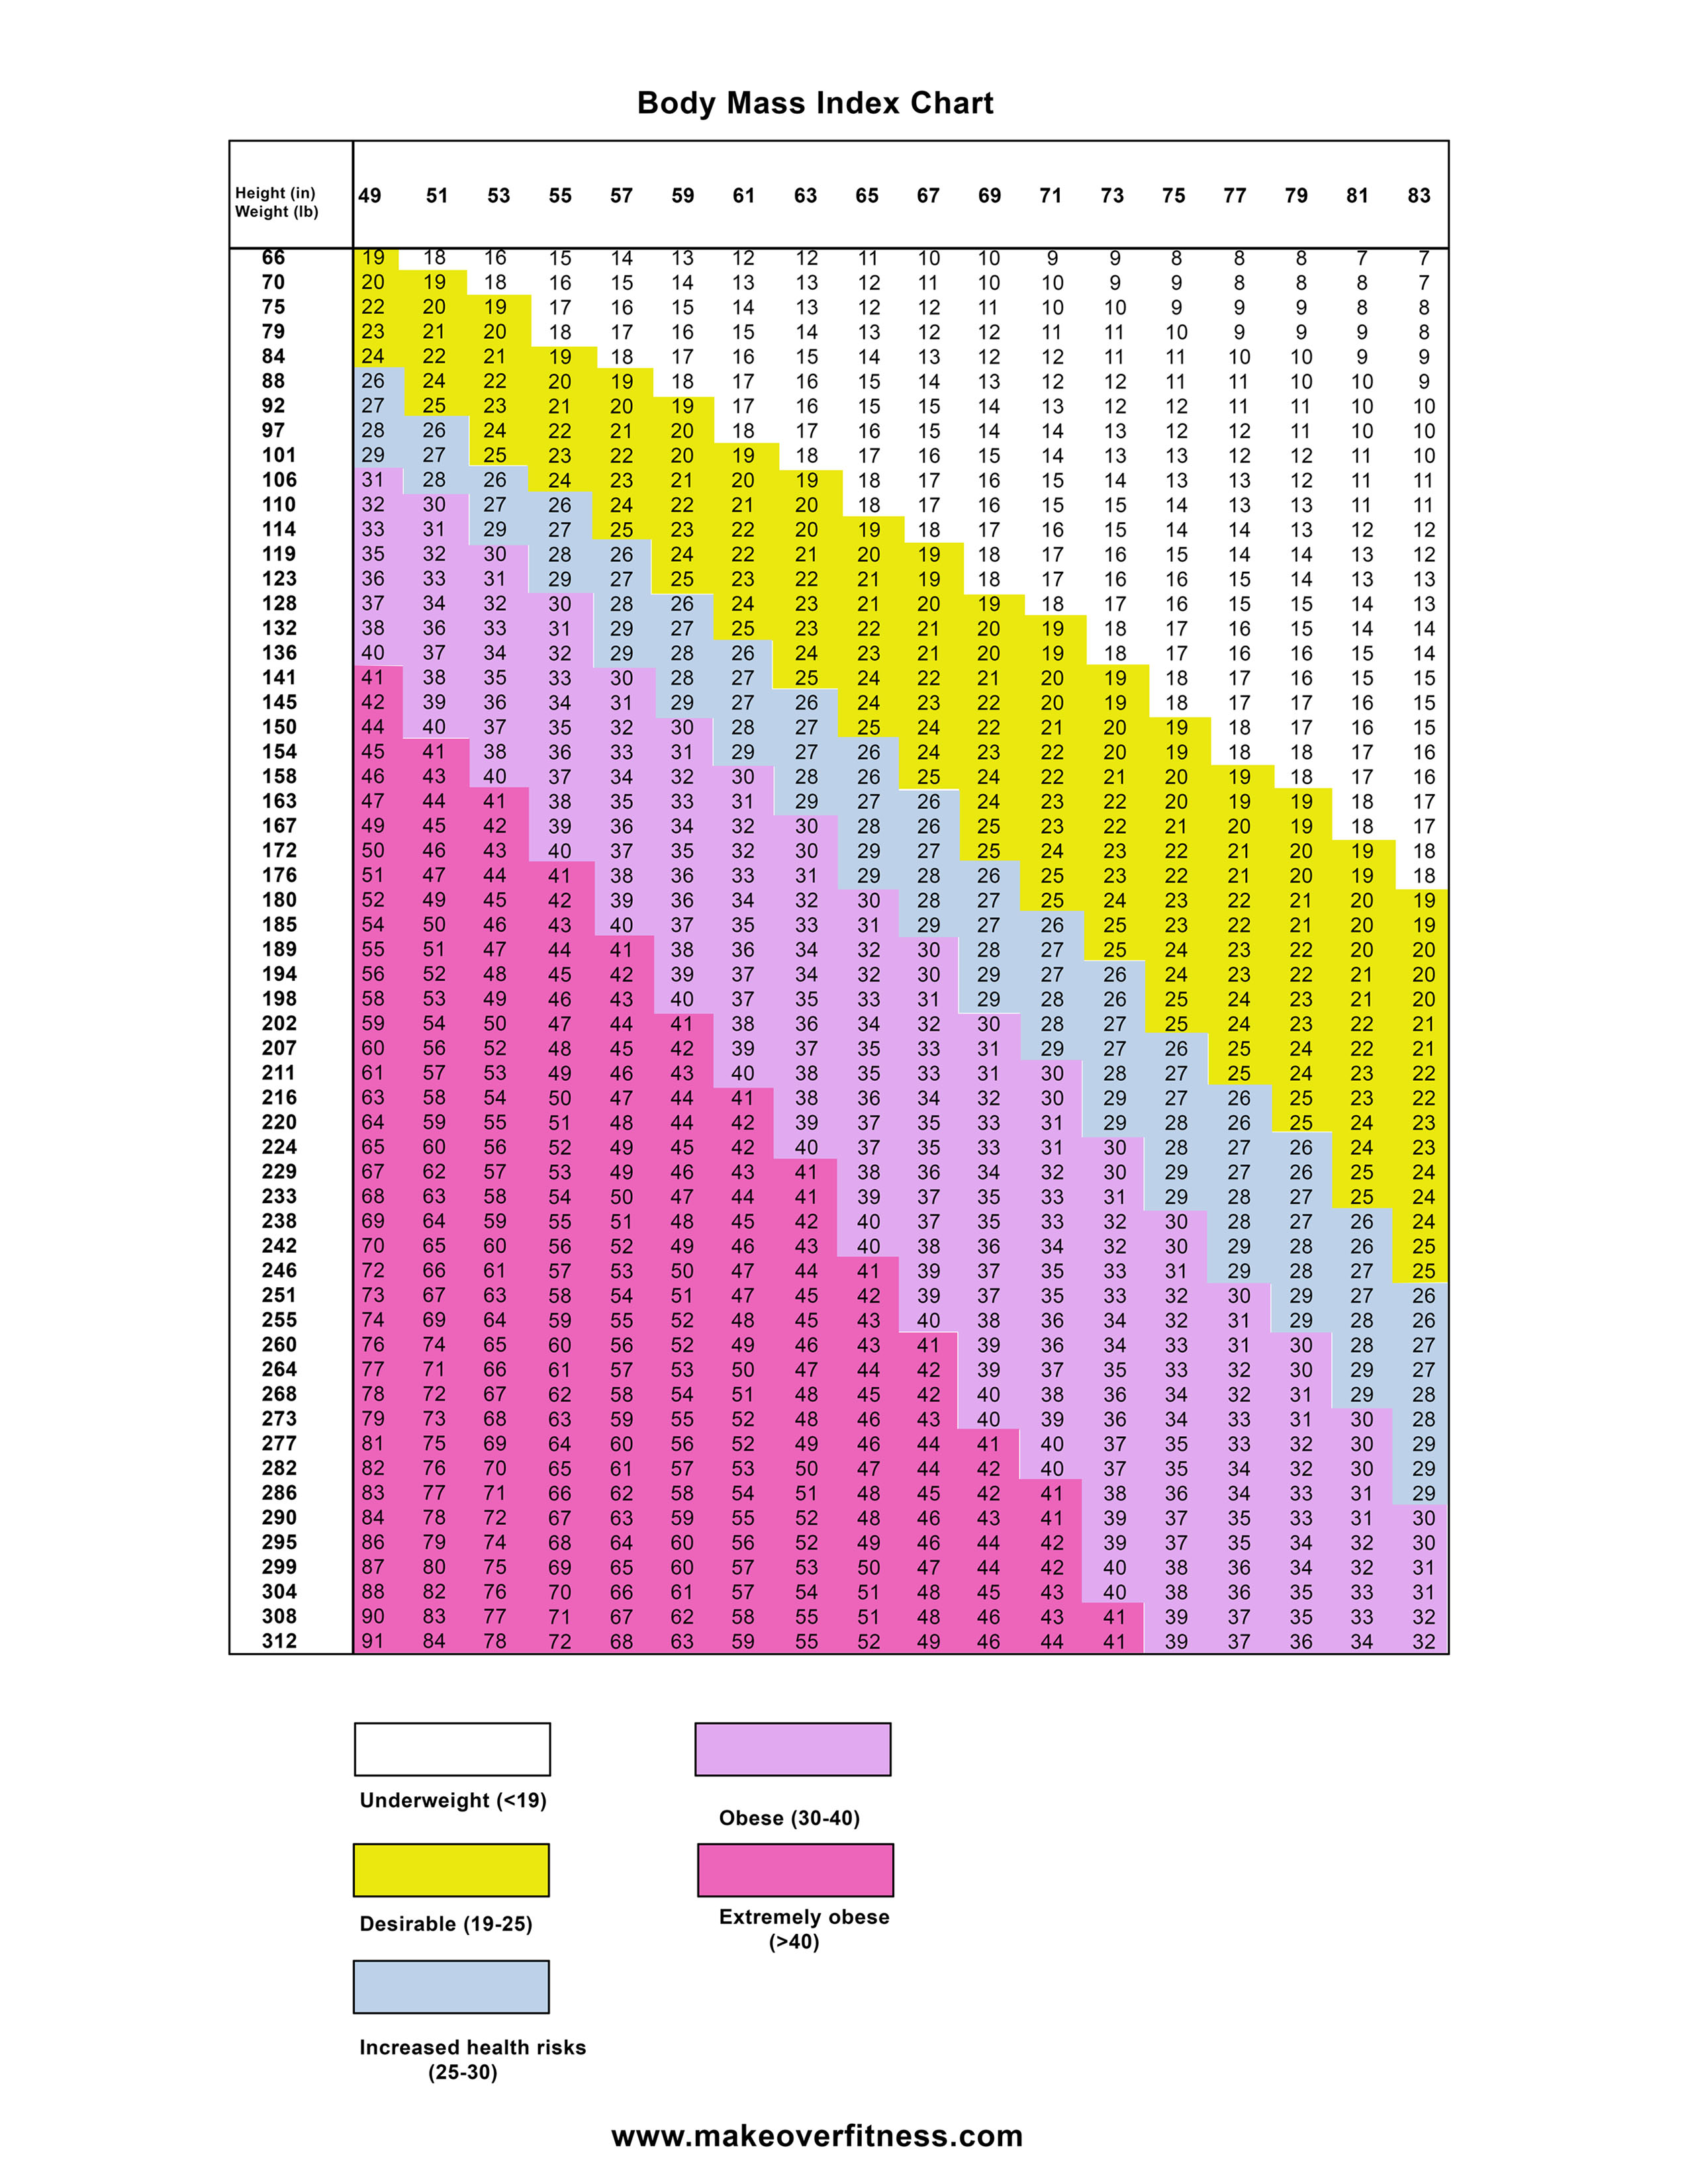 Body Mass Index Chart
Height (in) 49 51 53 55 57 59 61 63 65 67 69 71 73 75 77 79 81 83
Weight (lb)
66 19 18 16 15 14 13 12 12 11 10 10 9 9 8 8 8 7 7
70 20 19 18 16 15 14 13 13 12 11 10 10 9 9 8 8 8 7
75 22 20 19 17 16 15 14 13 12 12 11 10 10 9 9 9 8 8
79 23 21 20 18 17 16 15 14 13 12 12 11 11 10 9 9 9 8
84 24 22 21 19 18 17 16 15 14 13 12 12 11 11 10 10 9 9
88 26 24 22 20 19 18 17 16 15 14 13 12 12 11 11 10 10 9
92 27 25 23 21 20 19 17 16 15 15 14 13 12 12 11 11 10 10
97 28 26 24 22 21 20 18 17 16 15 14 14 13 12 12 11 10 10
101 29 27 25 23 22 20 19 18 17 16 15 14 13 13 12 12 11 10
106 31 28 26 24 23 21 20 19 18 17 16 15 14 13 13 12 11 11
110 32 30 27 26 24 22 21 20 18 17 16 15 15 14 13 13 11 11
114 33 31 29 27 25 23 22 20 19 18 17 16 15 14 14 13 12 12
119 35 32 30 28 26 24 22 21 20 19 18 17 16 15 14 14 13 12
123 36 33 31 29 27 25 23 22 21 19 18 17 16 16 15 14 13 13
128 37 34 32 30 28 26 24 23 21 20 19 18 17 16 15 15 14 13
132 38 36 33 31 29 27 25 23 22 21 20 19 18 17 16 15 14 14
136 40 37 34 32 29 28 26 24 23 21 20 19 18 17 16 16 15 14
141 41 38 35 33 30 28 27 25 24 22 21 20 19 18 17 16 15 15
145 42 39 36 34 31 29 27 26 24 23 22 20 19 18 17 17 16 15
150 44 40 37 35 32 30 28 27 25 24 22 21 20 19 18 17 16 15
154 45 41 38 36 33 31 29 27 26 24 23 22 20 19 18 18 17 16
158 46 43 40 37 34 32 30 28 26 25 24 22 21 20 19 18 17 16
163 47 44 41 38 35 33 31 29 27 26 24 23 22 20 19 19 18 17
167 49 45 42 39 36 34 32 30 28 26 25 23 22 21 20 19 18 17
172 50 46 43 40 37 35 32 30 29 27 25 24 23 22 21 20 19 18
176 51 47 44 41 38 36 33 31 29 28 26 25 23 22 21 20 19 18
180 52 49 45 42 39 36 34 32 30 28 27 25 24 23 22 21 20 19
185 54 50 46 43 40 37 35 33 31 29 27 26 25 23 22 21 20 19
189 55 51 47 44 41 38 36 34 32 30 28 27 25 24 23 22 20 20
194 56 52 48 45 42 39 37 34 32 30 29 27 26 24 23 22 21 20
198 58 53 49 46 43 40 37 35 33 31 29 28 26 25 24 23 21 20
202 59 54 50 47 44 41 38 36 34 32 30 28 27 25 24 23 22 21
207 60 56 52 48 45 42 39 37 35 33 31 29 27 26 25 24 22 21
211 61 57 53 49 46 43 40 38 35 33 31 30 28 27 25 24 23 22
216 63 58 54 50 47 44 41 38 36 34 32 30 29 27 26 25 23 22
220 64 59 55 51 48 44 42 39 37 35 33 31 29 28 26 25 24 23
224 65 60 56 52 49 45 42 40 37 35 33 31 30 28 27 26 24 23
229 67 62 57 53 49 46 43 41 38 36 34 32 30 29 27 26 25 24
233 68 63 58 54 50 47 44 41 39 37 35 33 31 29 28 27 25 24
238 69 64 59 55 51 48 45 42 40 37 35 33 32 30 28 27 26 24
242 70 65 60 56 52 49 46 43 40 38 36 34 32 30 29 28 26 25
246 72 66 61 57 53 50 47 44 41 39 37 35 33 31 29 28 27 25
251 73 67 63 58 54 51 47 45 42 39 37 35 33 32 30 29 27 26
255 74 69 64 59 55 52 48 45 43 40 38 36 34 32 31 29 28 26
260 76 74 65 60 56 52 49 46 43 41 39 36 34 33 31 30 28 27
264 77 71 66 61 57 53 50 47 44 42 39 37 35 33 32 30 29 27
268 78 72 67 62 58 54 51 48 45 42 40 38 36 34 32 31 29 28
273 79 73 68 63 59 55 52 48 46 43 40 39 36 34 33 31 30 28
277 81 75 69 64 60 56 52 49 46 44 41 40 37 35 33 32 30 29
282 82 76 70 65 61 57 53 50 47 44 42 40 37 35 34 32 30 29
286 83 77 71 66 62 58 54 51 48 45 42 41 38 36 34 33 31 29
290 84 78 72 67 63 59 55 52 48 46 43 41 39 37 35 33 31 30
295 86 79 74 68 64 60 56 52 49 46 44 42 39 37 35 34 32 30
299 87 80 75 69 65 60 57 53 50 47 44 42 40 38 36 34 32 31
304 88 82 76 70 66 61 57 54 51 48 45 43 40 38 36 35 33 31
308 90 83 77 71 67 62 58 55 51 48 46 43 41 39 37 35 33 32
312 91 84 78 72 68 63 59 55 52 49 46 44 41 39 37 36 34 32
Underweight (<19)
Obese (30-40)
Desirable (19-25)
Extremely obese
(>40)
Increased health risks
(25-30)
www.makeoverfitness.com